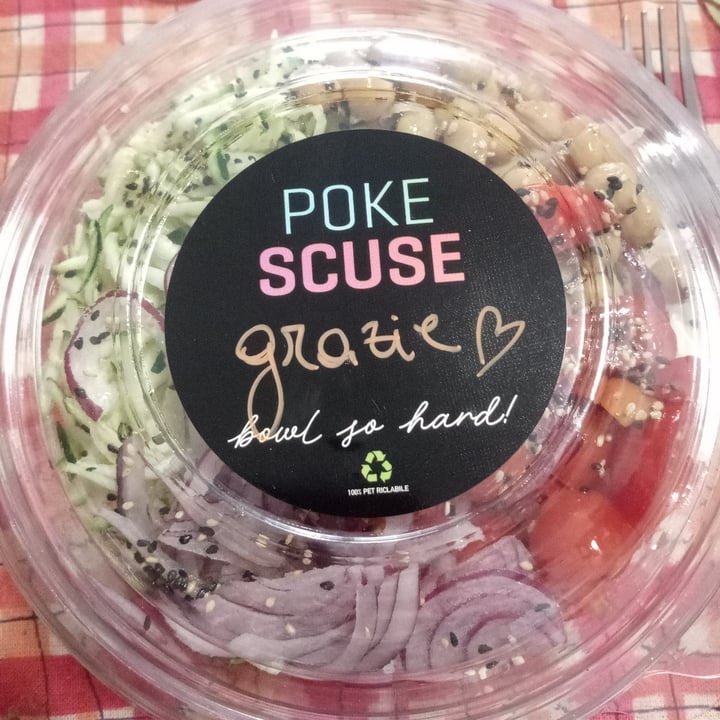 POKE
SCUSE
grazie
bowl so hard!
100% PET RICLABILE